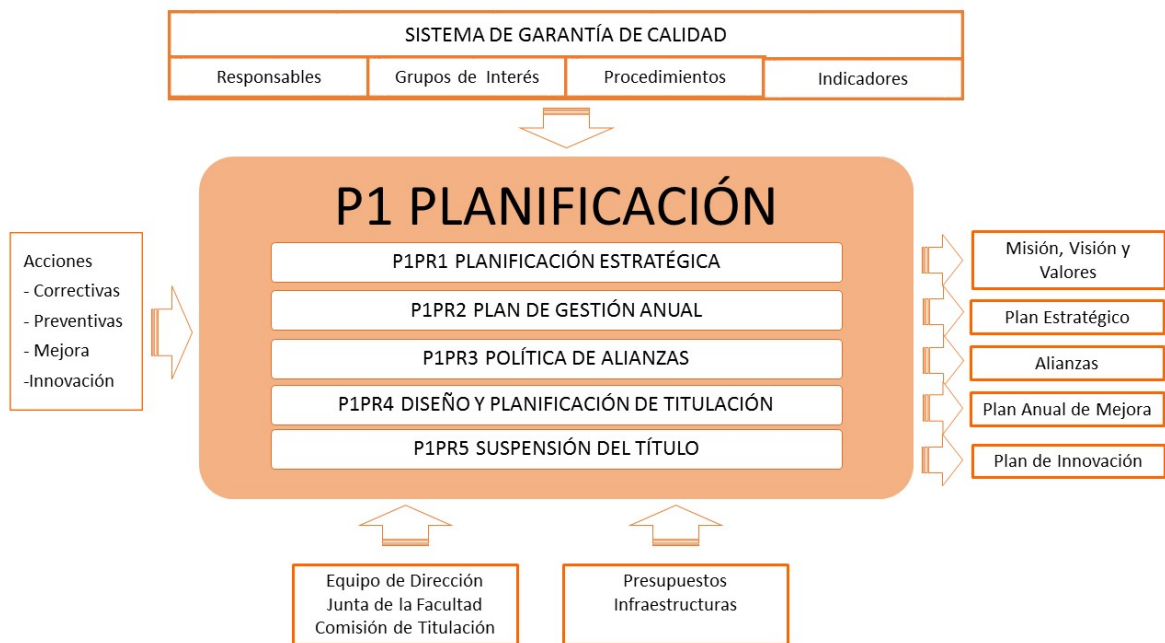 SISTEMA DE GARANTÍA DE CALIDAD
Responsables
Grupos de Interés
Procedimientos
Indicadores
P1 PLANIFICACIÓN
P1PR1 PLANIFICACIÓN ESTRATÉGICA
P1PR2 PLAN DE GESTIÓN ANUAL
P1PR3 POLÍTICA DE ALIANZAS
P1PR4 DISEÑO Y PLANIFICACIÓN DE TITULACIÓN
P1PR5 SUSPENSIÓN DEL TÍTULO
Acciones
- Correctivas
- Preventivas
- Mejora
-Innovación
Misión, Visión y
Valores
Plan Estratégico
Alianzas
Plan Anual de Mejora
Plan de Innovación
Equipo de Dirección
Junta de la Facultad
Comisión de Titulación
Presupuestos
Infraestructuras